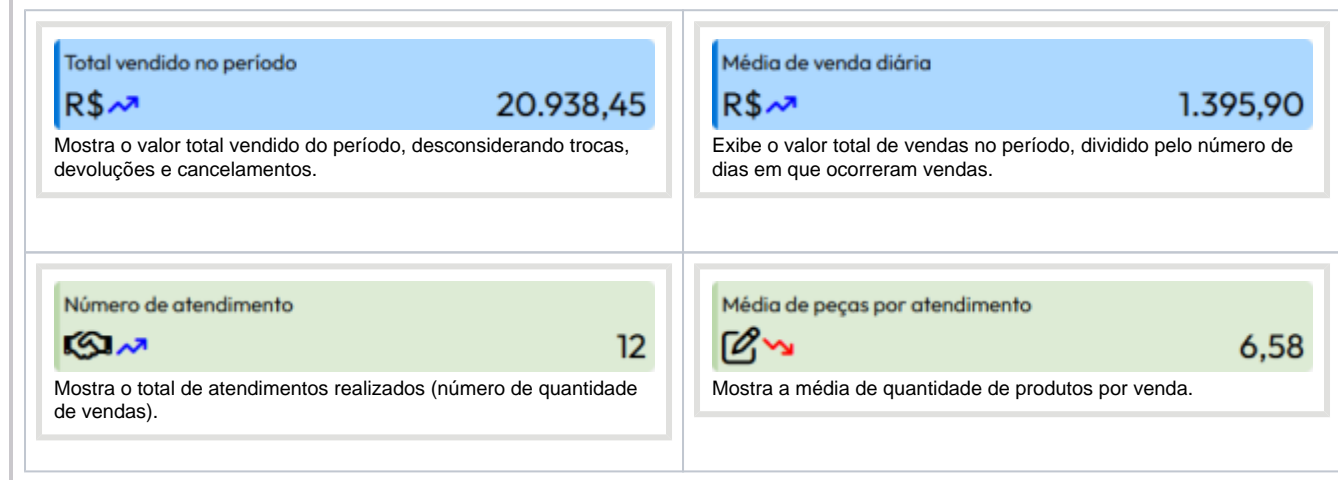 Total vendido no período
R$ 20.938,45
Mostra o valor total vendido do período, desconsiderando trocas,
devoluções e cancelamentos.
Média de venda diária
R$ 1.395,90
Exibe o valor total de vendas no período, dividido pelo número de
dias em que ocorreram vendas.
Número de atendimento
12
Mostra o total de atendimentos realizados (número de quantidade
de vendas).
Média de peças por atendimento
6,58
Mostra a média de quantidade de produtos por venda.